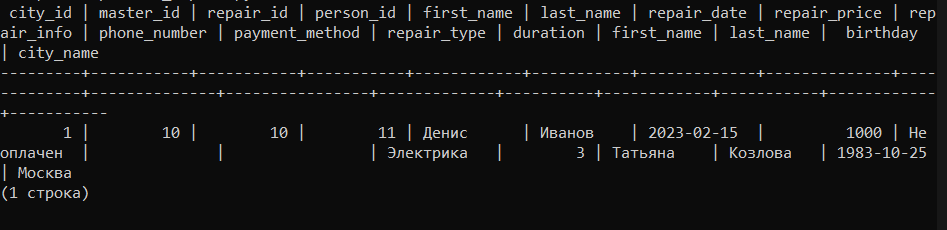 city_id | master_id | repair_id | person_id | first_name | last_name | repair_date | repair_price | rep
air_info | phone_number | payment_method | repair_type | duration | first_name | last_name |  birthday
| city_name
---------+-----------+-----------+-----------+------------+-----------+-------------+--------------+----
---------+--------------+----------------+-------------+----------+------------+-----------+------------
+-----------
      1 |        10 |        10 |        11 | Денис      | Иванов    | 2023-02-15  |         1000 | Не
оплачен  |              |                | Электрика   |        3 | Татьяна    | Козлова   | 1983-10-25
| Москва
(1 строка)